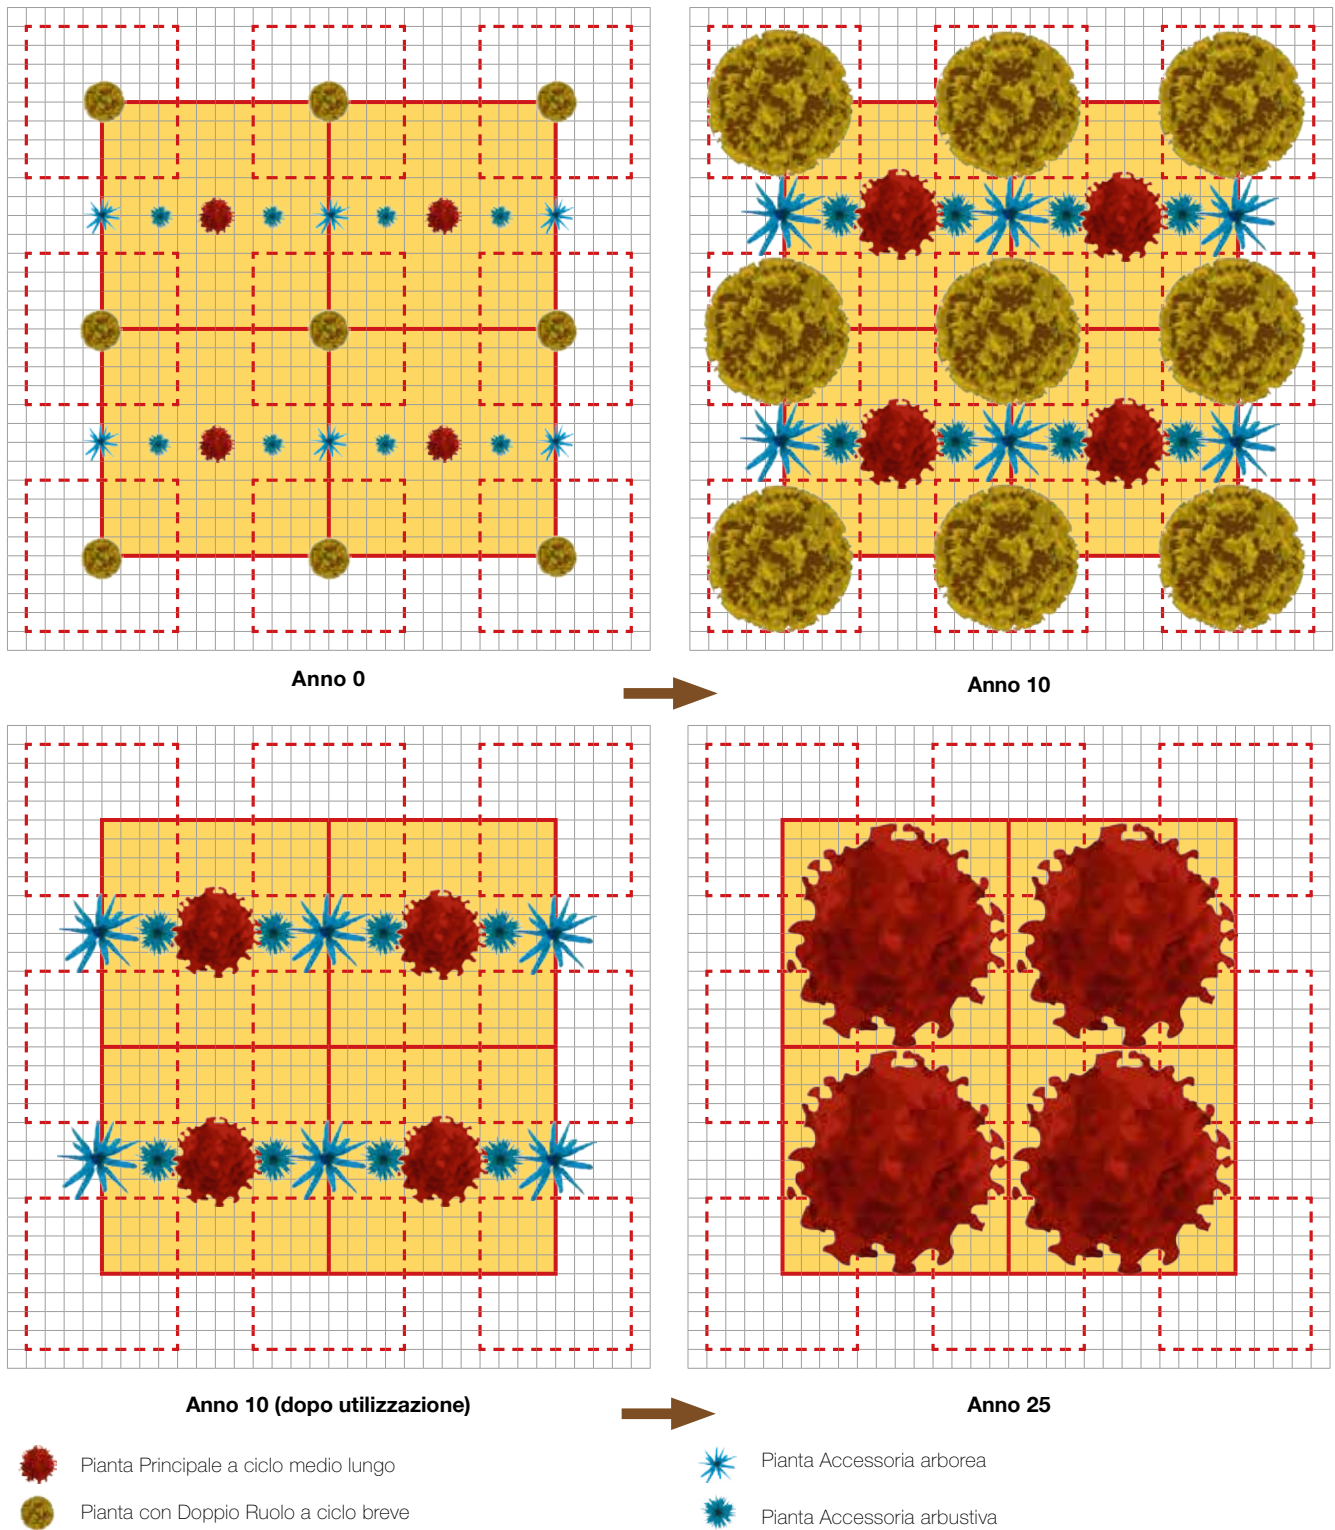 Anno 0
Anno 10
Anno 10 (dopo utilizzazione)
Anno 25
Pianta Principale a ciclo medio lungo
Pianta con Doppio Ruolo a ciclo breve
Pianta Accessoria arborea
Pianta Accessoria arbustiva